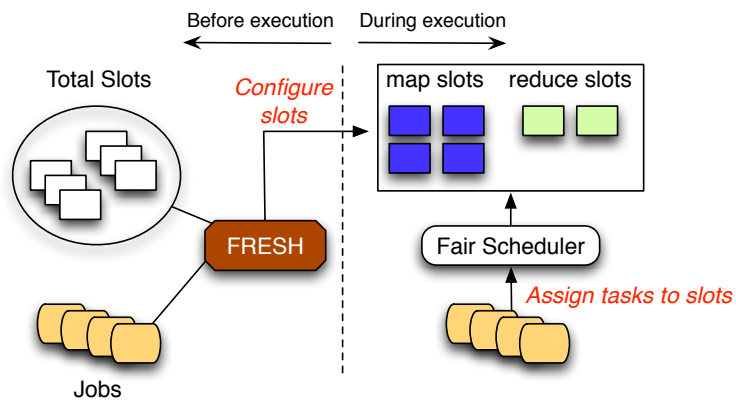 Before execution
During execution
Total Slots
Configure
slots
map slots
reduce slots
FRESH
Fair Scheduler
Assign tasks to slots
Jobs